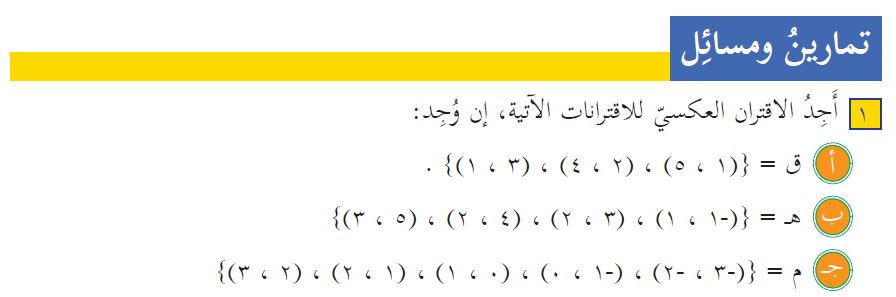 تمارينُ ومسائِل
١ أَجِدُ الاقتران العكسيّ للاقترانات الآتية، إن وُجِد:
أ ق = {(١ ، ٥) ، (٢ ، ٤) ، (٣ ، ١)} .
ب هـ = {(-١ ، ١) ، (٣ ، ٢) ، (٤ ، ٢) ، (٥ ، ٣)}
جـ م = {(-٣ ، -٢) ، (-١ ، ٠) ، (٠ ، ١) ، (١ ، ٢) ، (٢ ، ٣)}